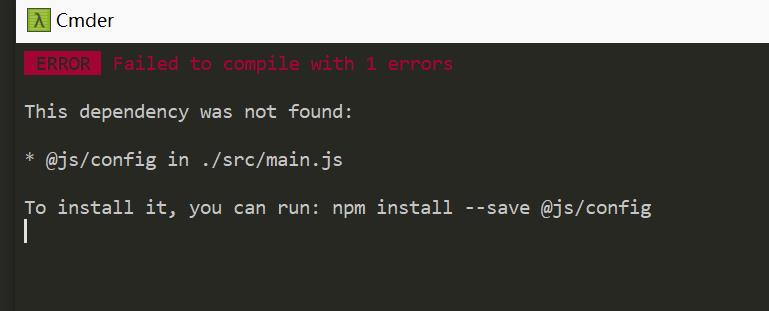 λ Cmder
ERROR Failed to compile with 1 errors
This dependency was not found:
* @js/config in ./src/main.js
To install it, you can run: npm install --save @js/config